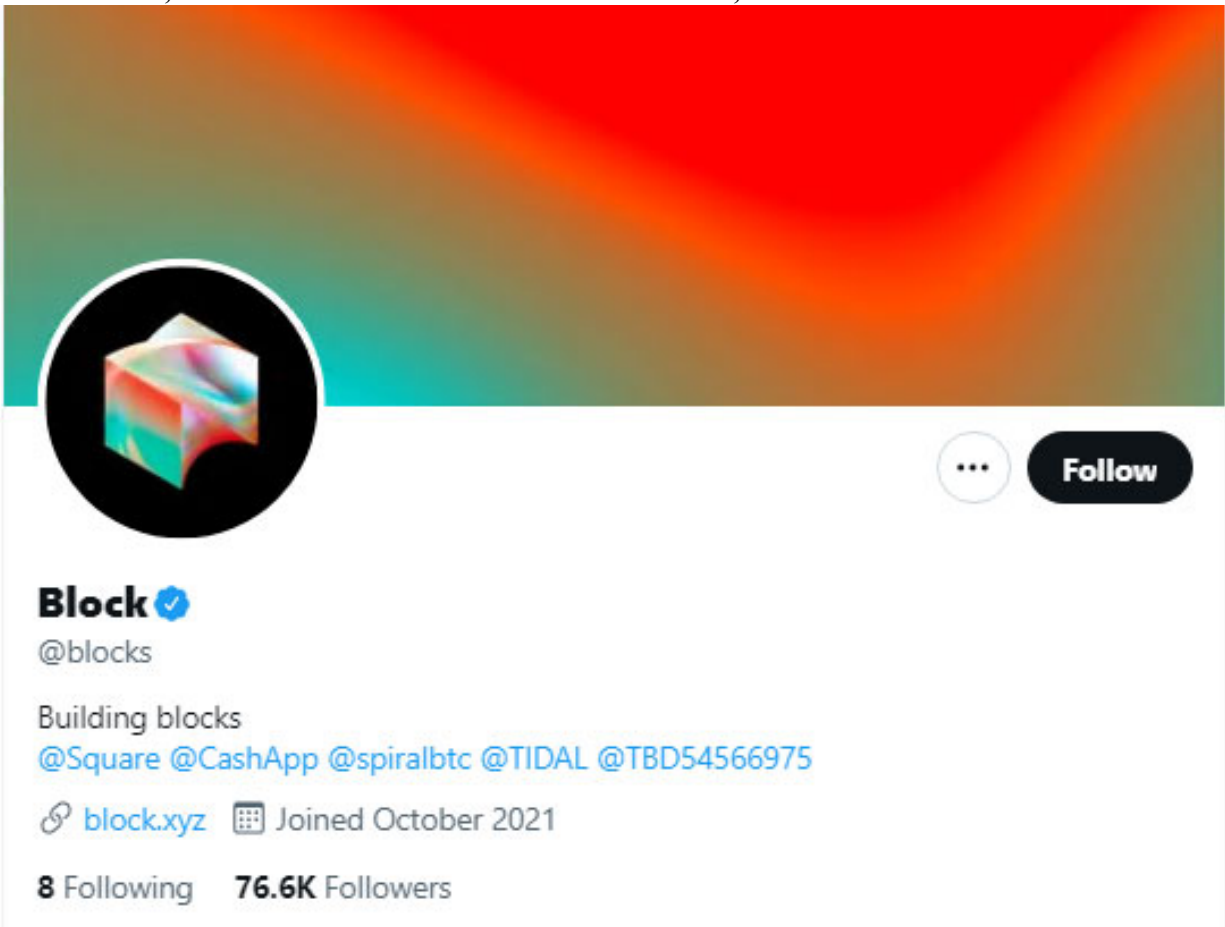 Follow
Block
@blocks
Building blocks
@Square @CashApp @spiralbtc @TIDAL @TBD54566975
block.xyz Joined October 2021
8 Following 76.6K Followers